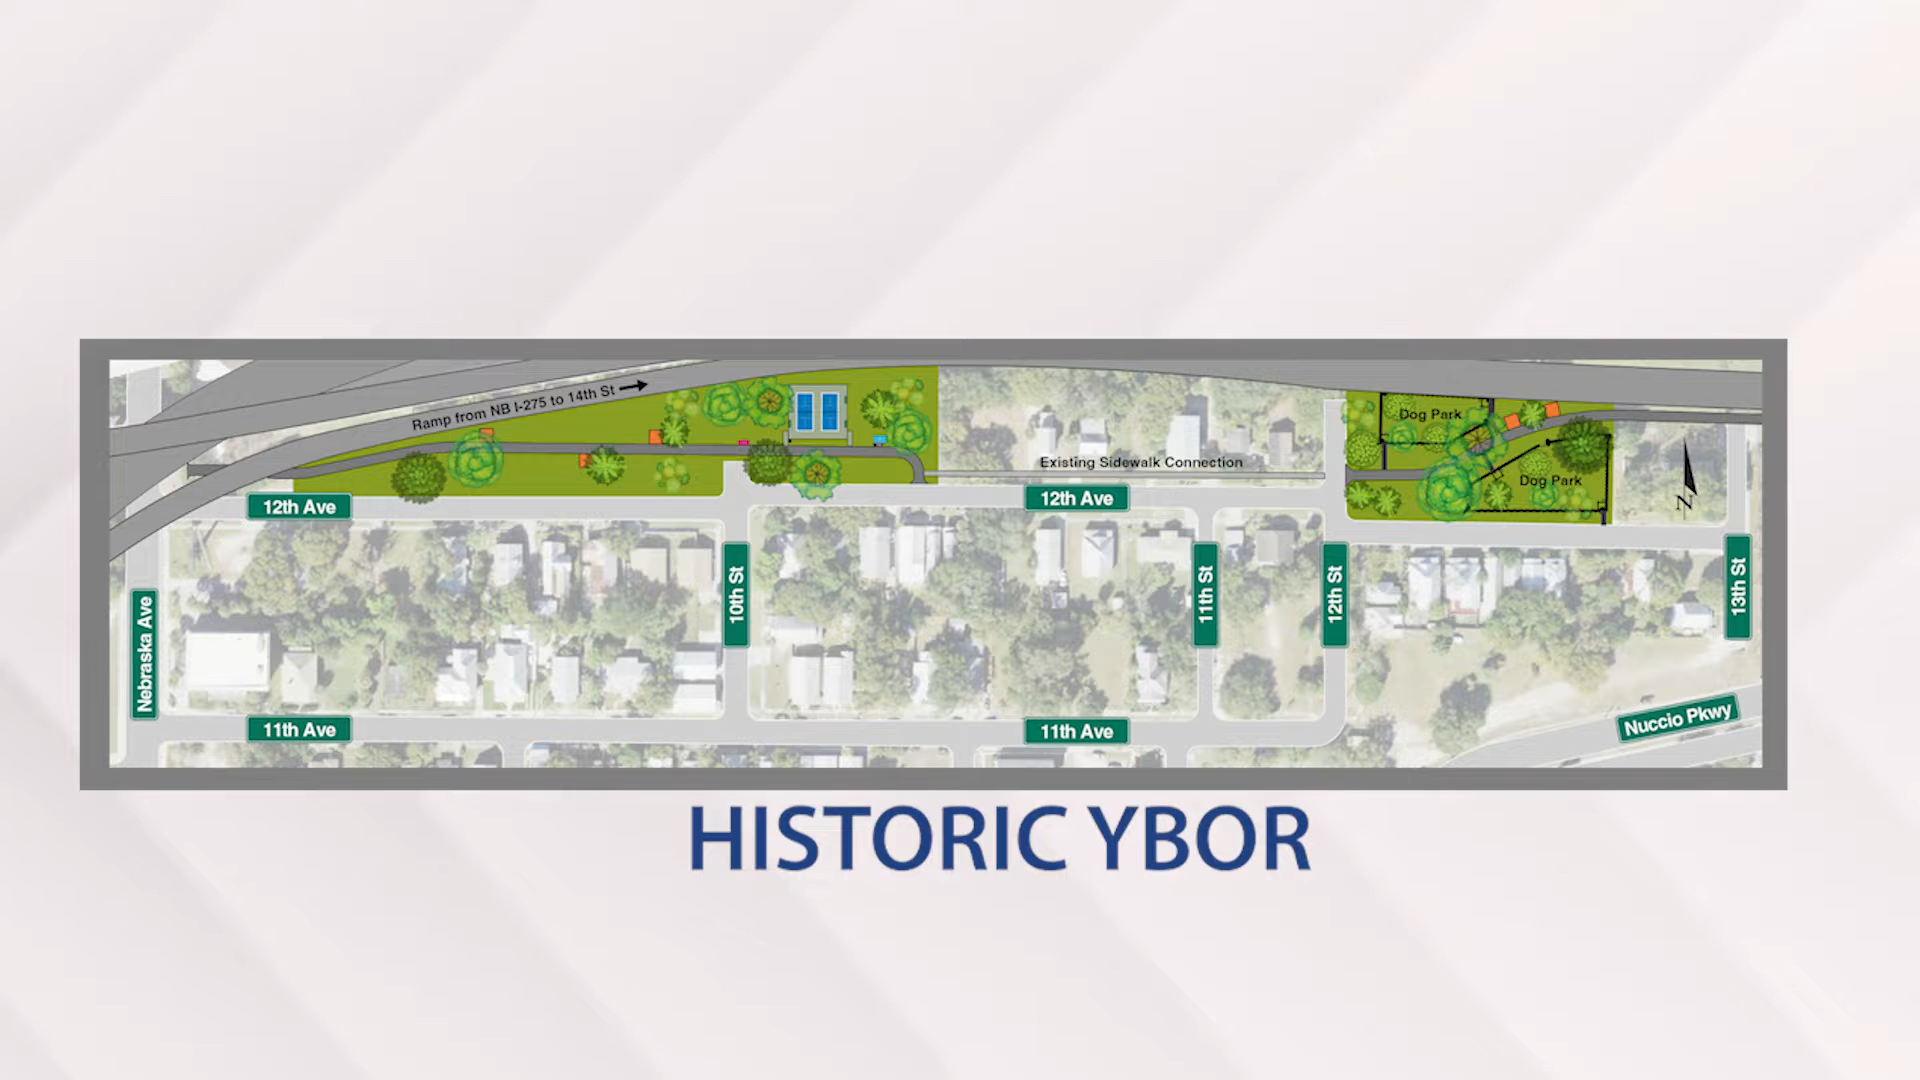 Ramp from NB I-275 to 14th St
Dog Park
Existing Sidewalk Connection
Dog Park
12th Ave
12th Ave
N
Nebraska Ave
10th St
11th St
12th St
13th St
11th Ave
11th Ave
Nuccio Pkwy
HISTORIC YBOR